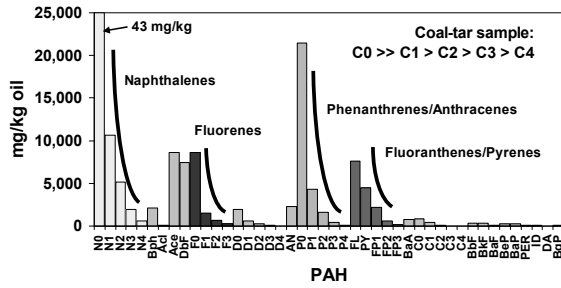 25,000
20,000
15,000
10,000
5,000
0
mg/kg oil
43 mg/kg
Coal-tar sample:
C0 >> C1 > C2 > C3 > C4
Naphthalenes
Fluorenes
Phenanthrenes/Anthracenes
Fluoranthenes/Pyrenes
N0 N1 N2 N3 N4 Bph Acl Ace DbF F0 F1 F2 F3 D0 D1 D2 D3 D4 AN P0 P1 P2 P3 P4 FL PY FP1 FP2 FP3 BaA C0 C1 C2 C3 C4 BbF BkF BaF BeP BaP PER ID DA BgP
PAH